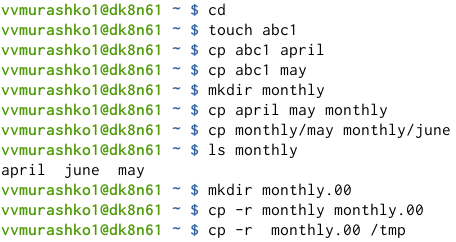 vvmurashko1@dk8n61 ~ $ cd
vvmurashko1@dk8n61 ~ $ touch abc1
vvmurashko1@dk8n61 ~ $ cp abc1 april
vvmurashko1@dk8n61 ~ $ cp abc1 may
vvmurashko1@dk8n61 ~ $ mkdir monthly
vvmurashko1@dk8n61 ~ $ cp april may monthly
vvmurashko1@dk8n61 ~ $ cp monthly/may monthly/june
vvmurashko1@dk8n61 ~ $ ls monthly
april  june  may
vvmurashko1@dk8n61 ~ $ mkdir monthly.00
vvmurashko1@dk8n61 ~ $ cp -r monthly monthly.00
vvmurashko1@dk8n61 ~ $ cp -r  monthly.00 /tmp